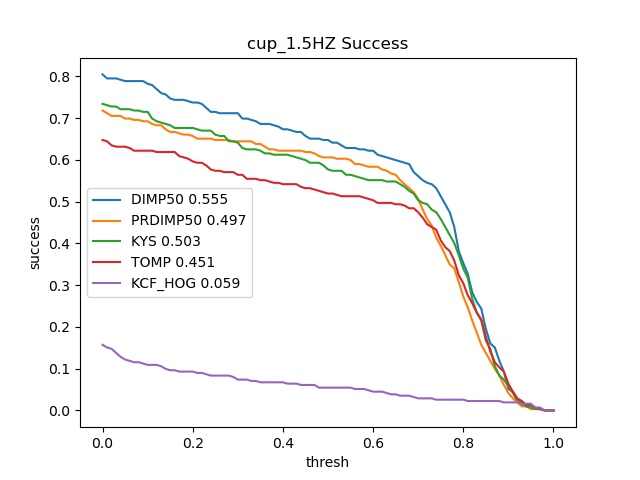 cup_1.5HZ Success
success
0.8
0.7
0.6
0.5
0.4
0.3
0.2
0.1
0.0
DIMP50 0.555
PRDIMP50 0.497
KYS 0.503
TOMP 0.451
KCF_HOG 0.059
0.0 0.2 0.4 0.6 0.8 1.0
thresh